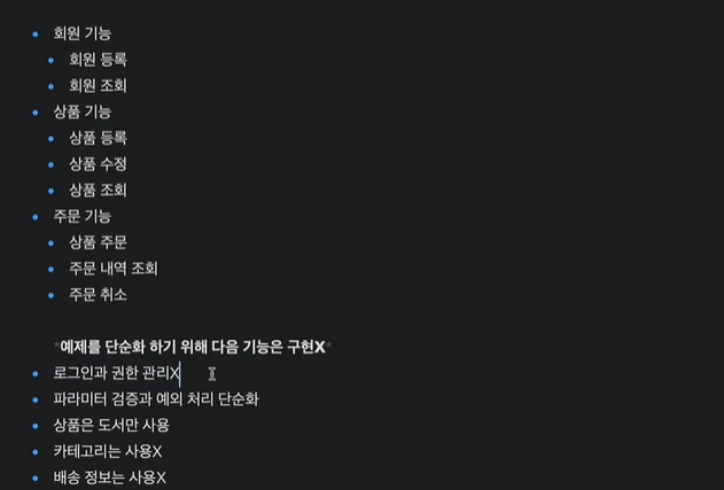 회원 기능
회원 등록
회원 조회
상품 기능
상품 등록
상품 수정
상품 조회
주문 기능
상품 주문
주문 내역 조회
주문 취소
*예제를 단순화 하기 위해 다음 기능은 구현X*
로그인과 권한 관리X
파라미터 검증과 예외 처리 단순화
상품은 도서만 사용
카테고리는 사용X
배송 정보는 사용X